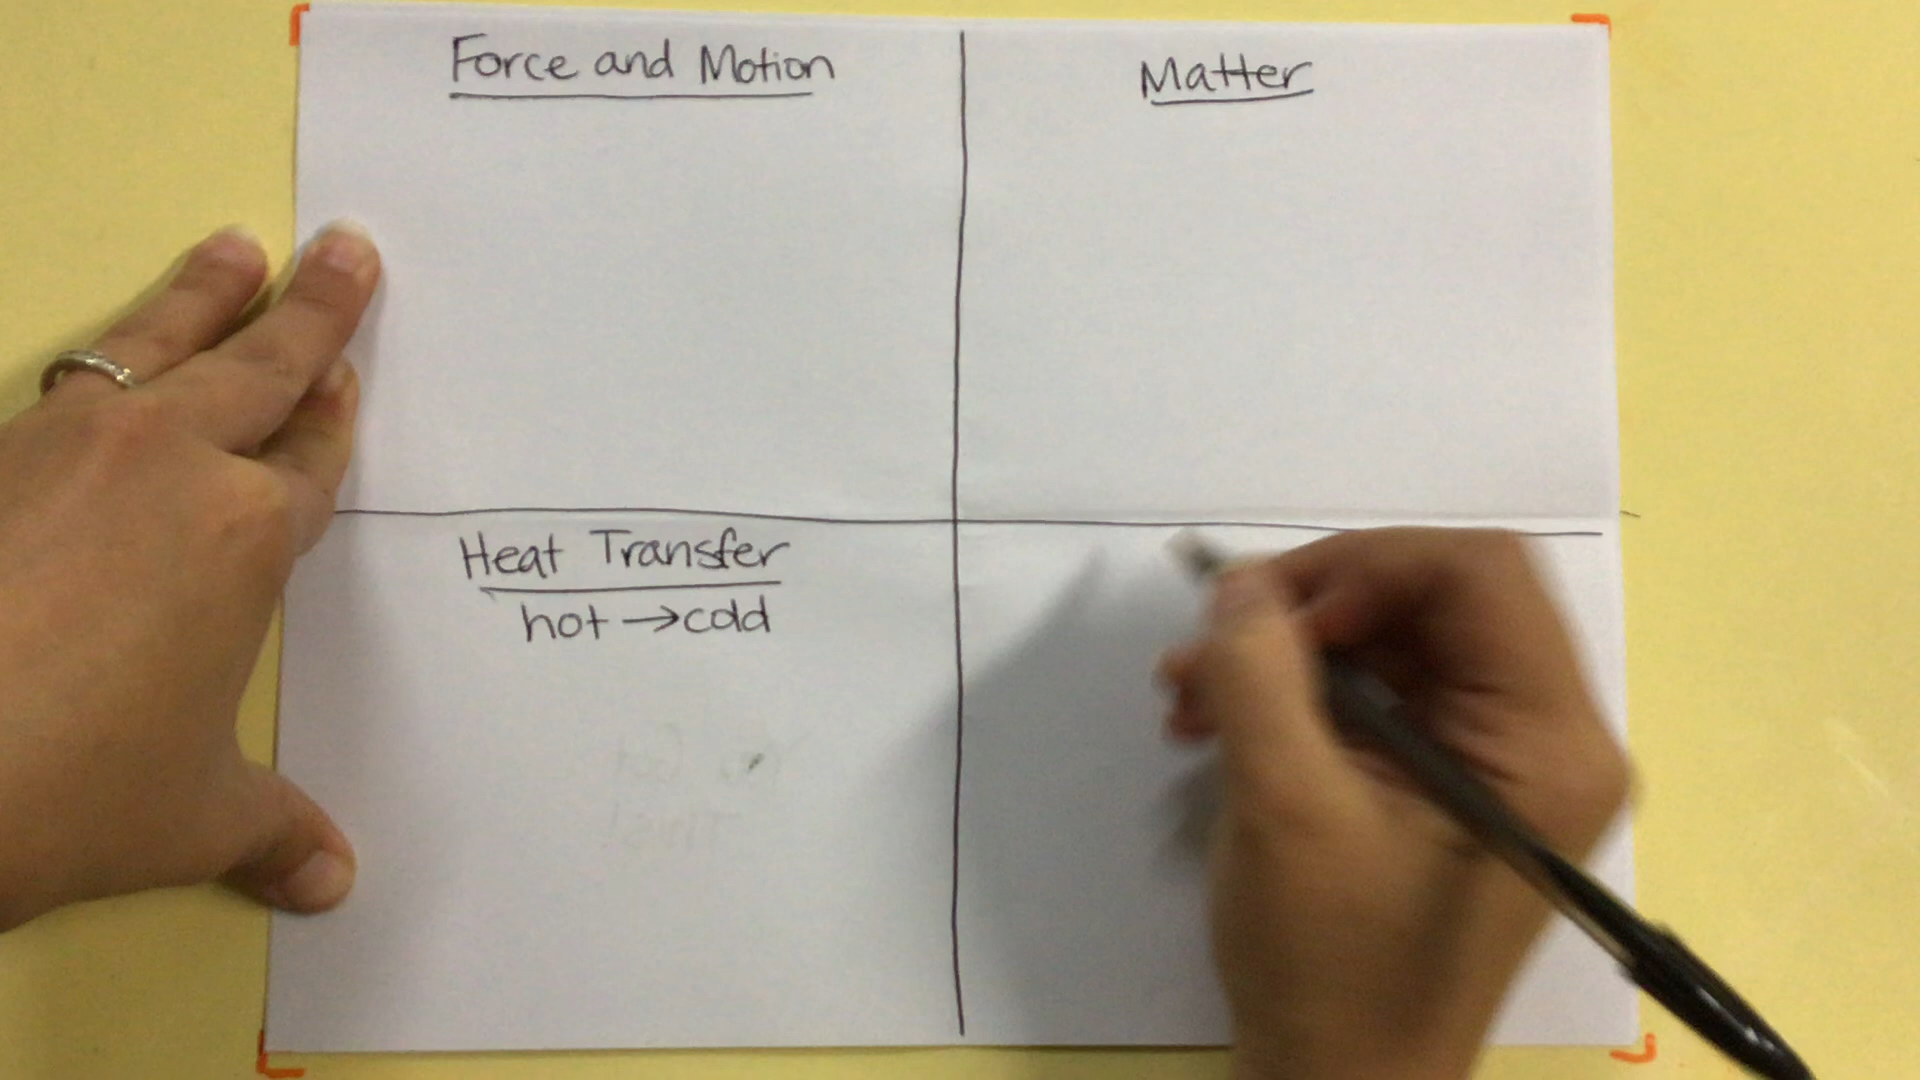 Force and Motion
Matter
Heat Transfer
hot → cold